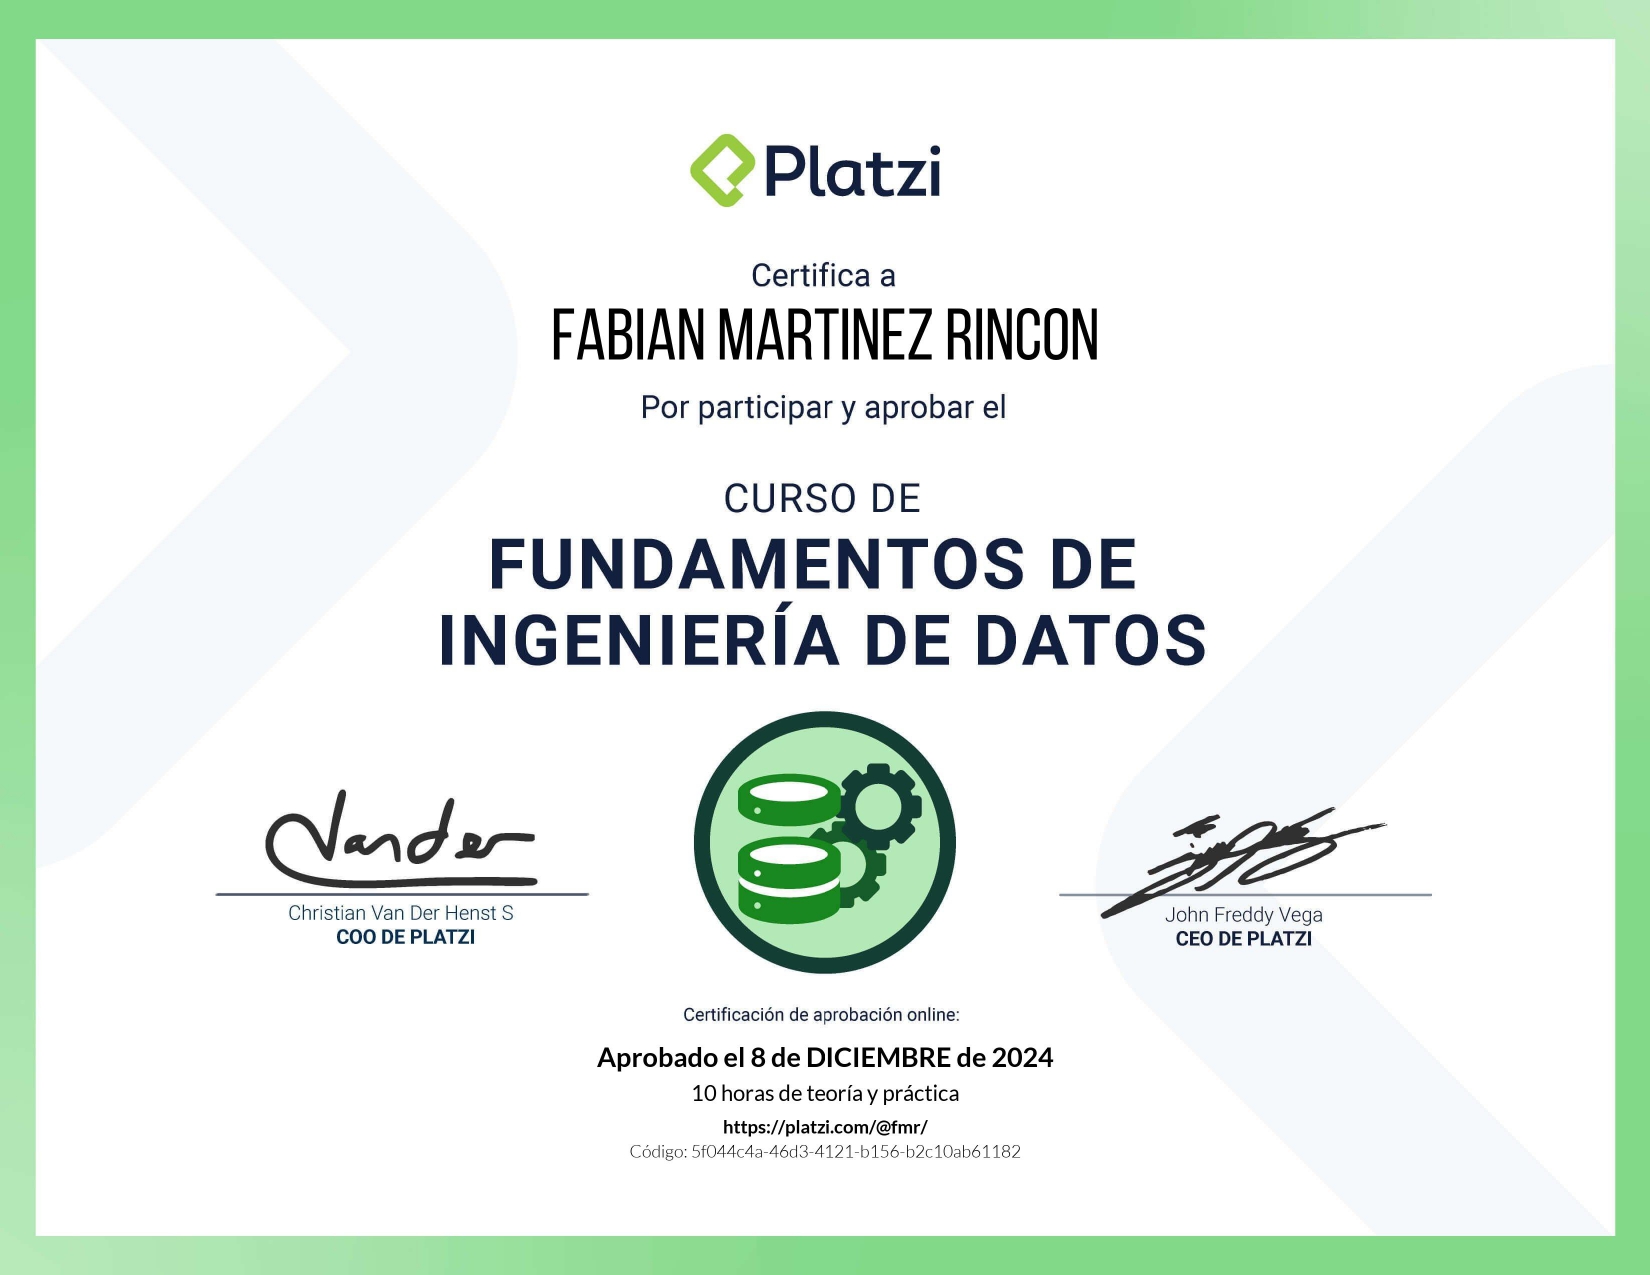 Platzi
Certifica a
FABIAN MARTINEZ RINCON
Por participar y aprobar el
CURSO DE
FUNDAMENTOS DE
INGENIERÍA DE DATOS
Vander
Christian Van Der Henst S
COO DE PLATZI
John Freddy Vega
CEO DE PLATZI
Certificación de aprobación online:
Aprobado el 8 de DICIEMBRE de 2024
10 horas de teoría y práctica
https://platzi.com/@fmr/
Código: 5f044c4a-46d3-4121-b156-b2c10ab61182